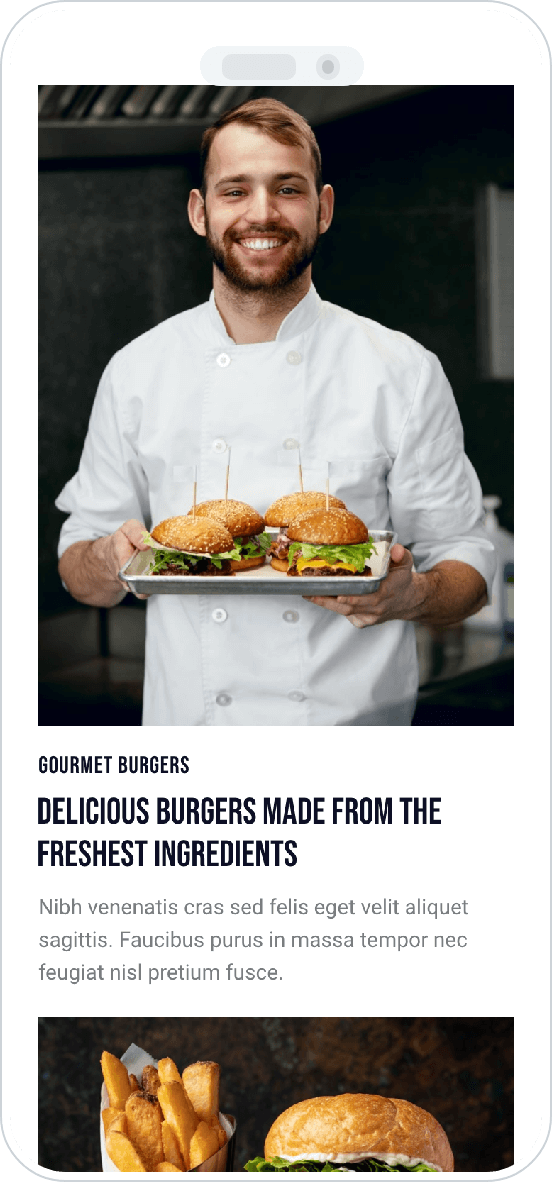 GOURMET BURGERS
DELICIOUS BURGERS MADE FROM THE
FRESHEST INGREDIENTS
Nibh venenatis cras sed felis eget velit aliquet
sagittis. Faucibus purus in massa tempor nec
feugiat nisl pretium fusce.